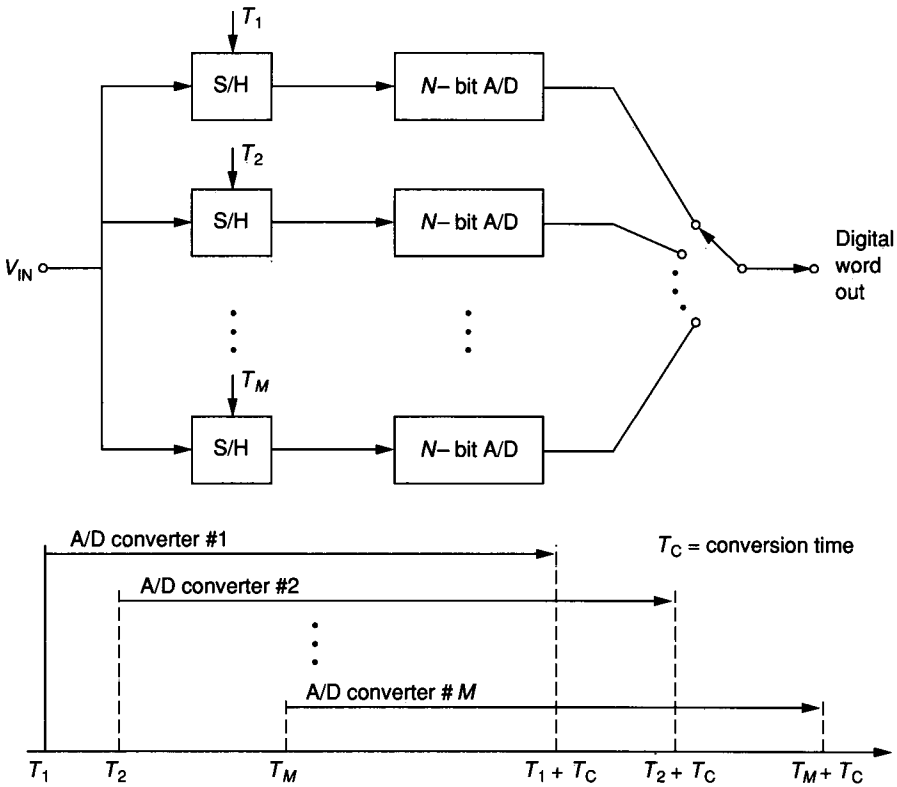 T1
S/H
N– bit A/D
T2
S/H
N– bit A/D
VIN
Digital
word
out
TM
S/H
N– bit A/D
A/D converter #1
TC = conversion time
A/D converter #2
A/D converter # M
T1
T2
TM
T1 + TC
T2 + TC
TM + TC